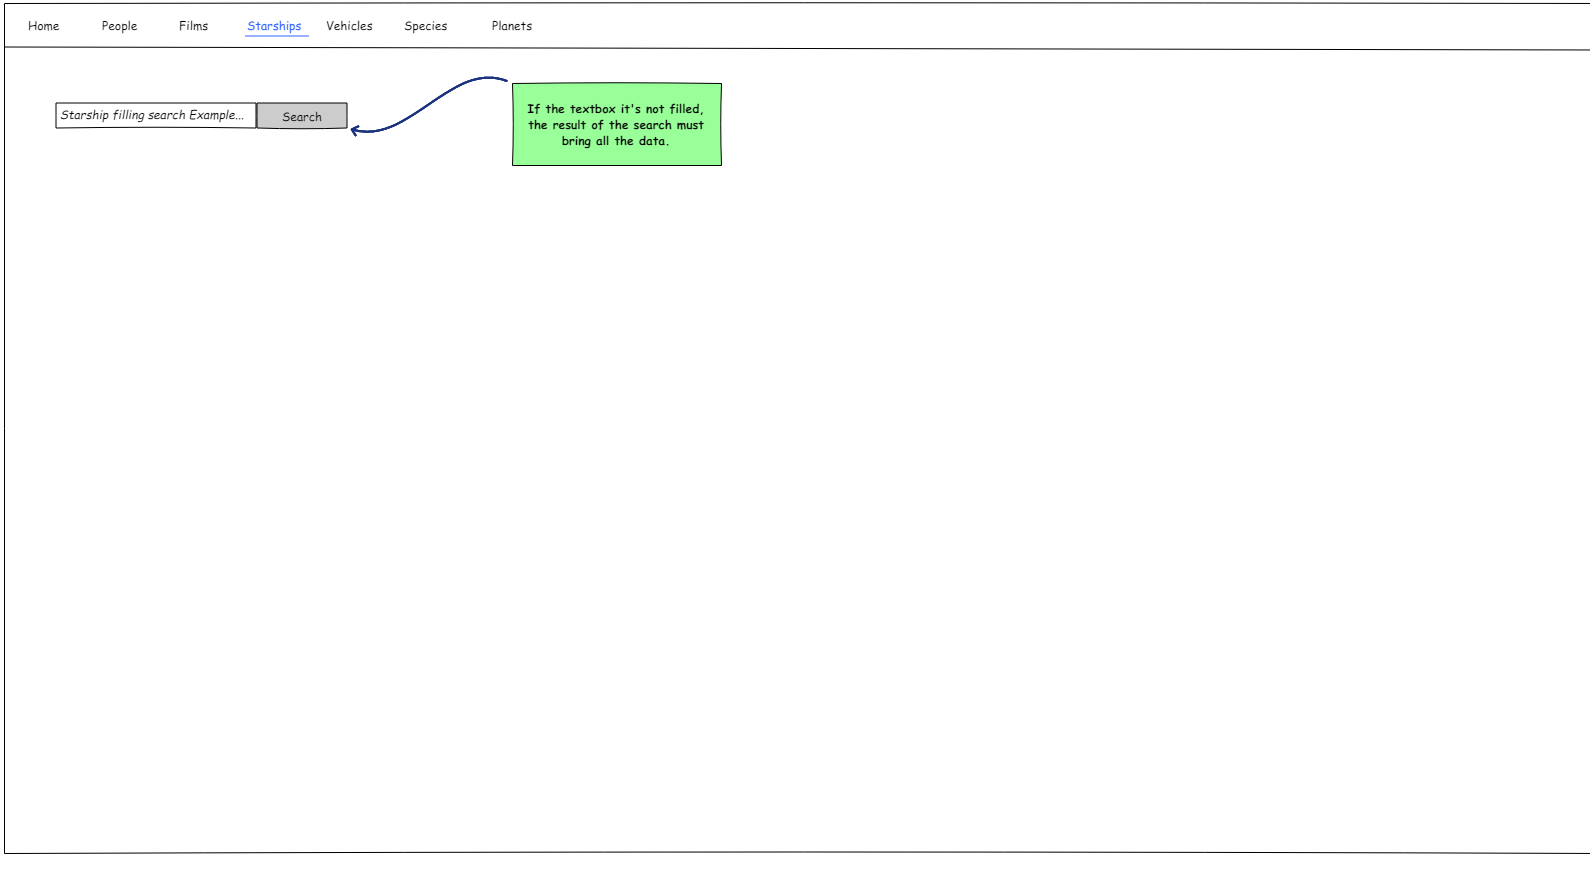 Home People Films Starships Vehicles Species Planets
Starship filling search Example... Search
If the textbox it's not filled,
the result of the search must
bring all the data.